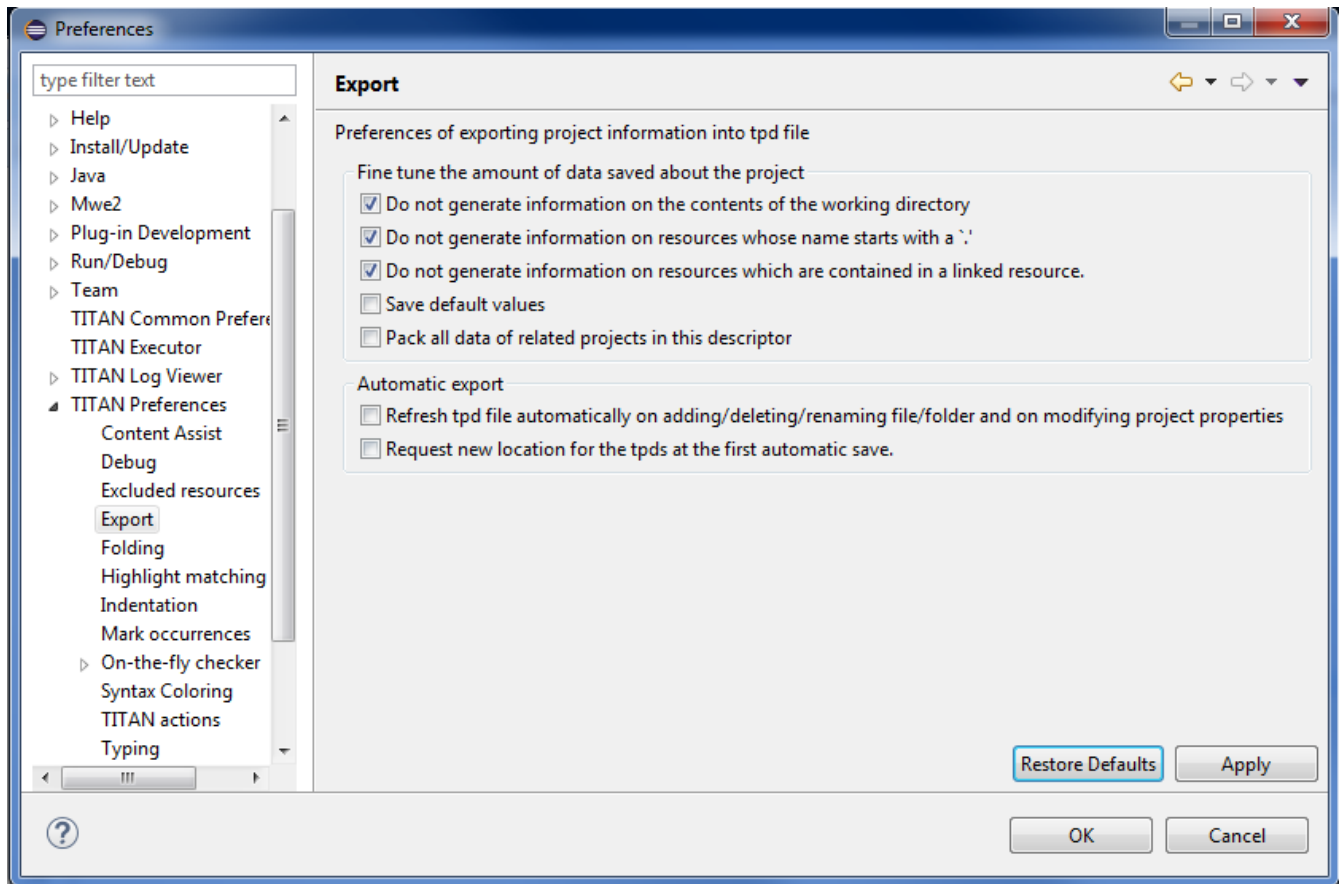 Preferences
type filter text
Help
Install/Update
Java
Mwe2
Plug-in Development
Run/Debug
Team
TITAN Common Prefere
TITAN Executor
TITAN Log Viewer
TITAN Preferences
Content Assist
Debug
Excluded resources
Export
Folding
Highlight matching
Indentation
Mark occurrences
On-the-fly checker
Syntax Coloring
TITAN actions
Typing
Export
Preferences of exporting project information into tpd file
Fine tune the amount of data saved about the project
Do not generate information on the contents of the working directory
Do not generate information on resources whose name starts with a `.'
Do not generate information on resources which are contained in a linked resource.
Save default values
Pack all data of related projects in this descriptor
Automatic export
Refresh tpd file automatically on adding/deleting/renaming file/folder and on modifying project properties
Request new location for the tpds at the first automatic save.
Restore Defaults
Apply
OK
Cancel